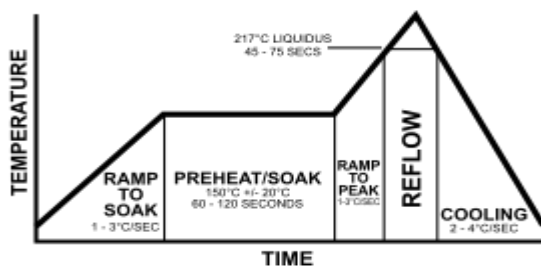 217°C LIQUIDUS
45 - 75 SECS
TEMPERATURE
RAMP
TO
SOAK
1 - 3°C/SEC
PREHEAT/SOAK
150°C +/- 20°C
60 - 120 SECONDS
RAMP
TO
PEAK
1-3°C/SEC
REFLOW
COOLING
2 - 4°C/SEC
TIME